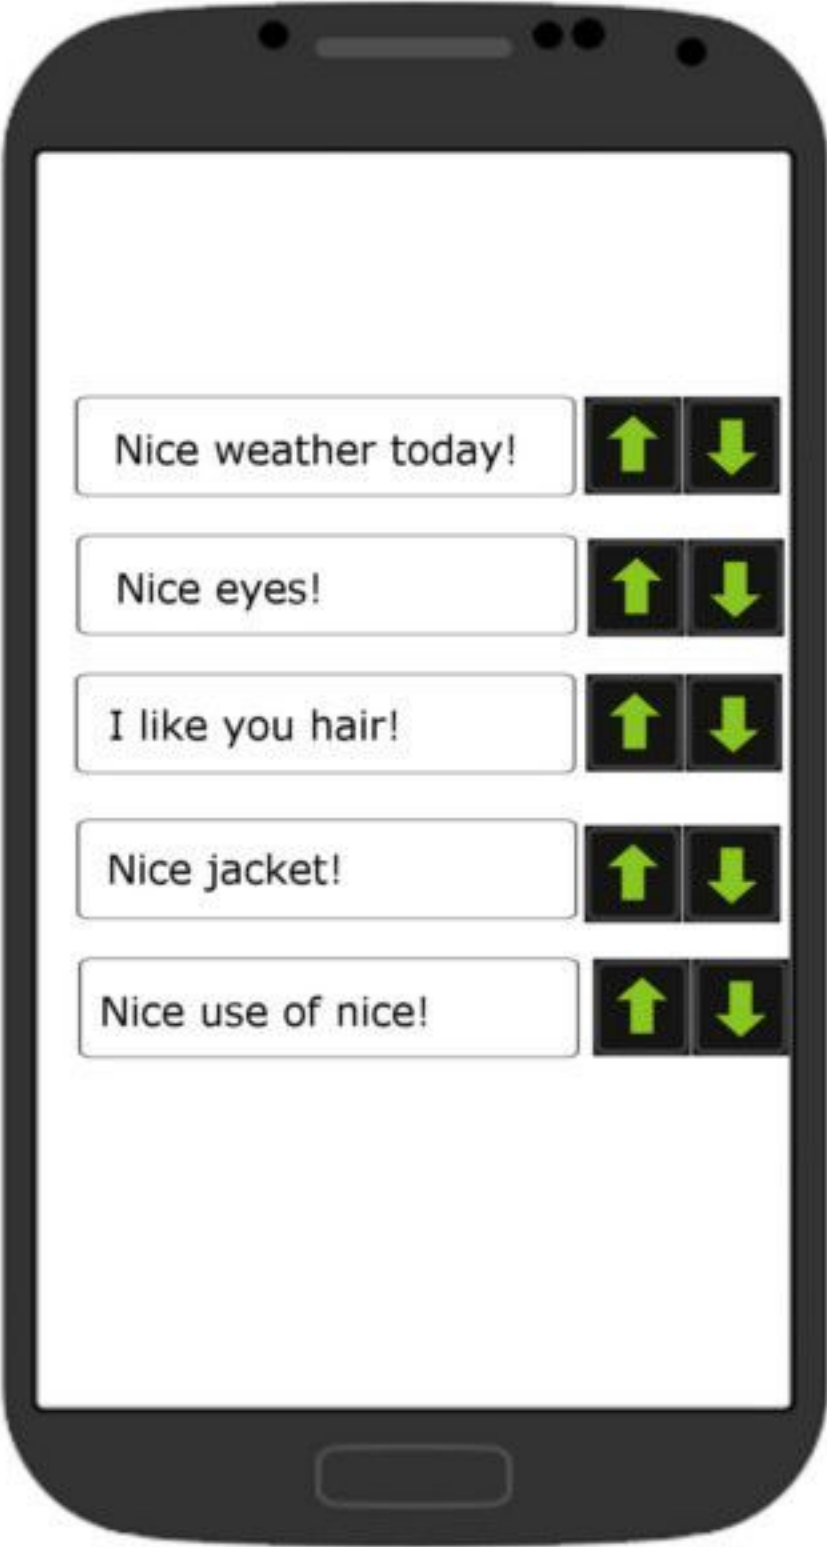 Nice weather today!
Nice eyes!
I like you hair!
Nice jacket!
Nice use of nice!